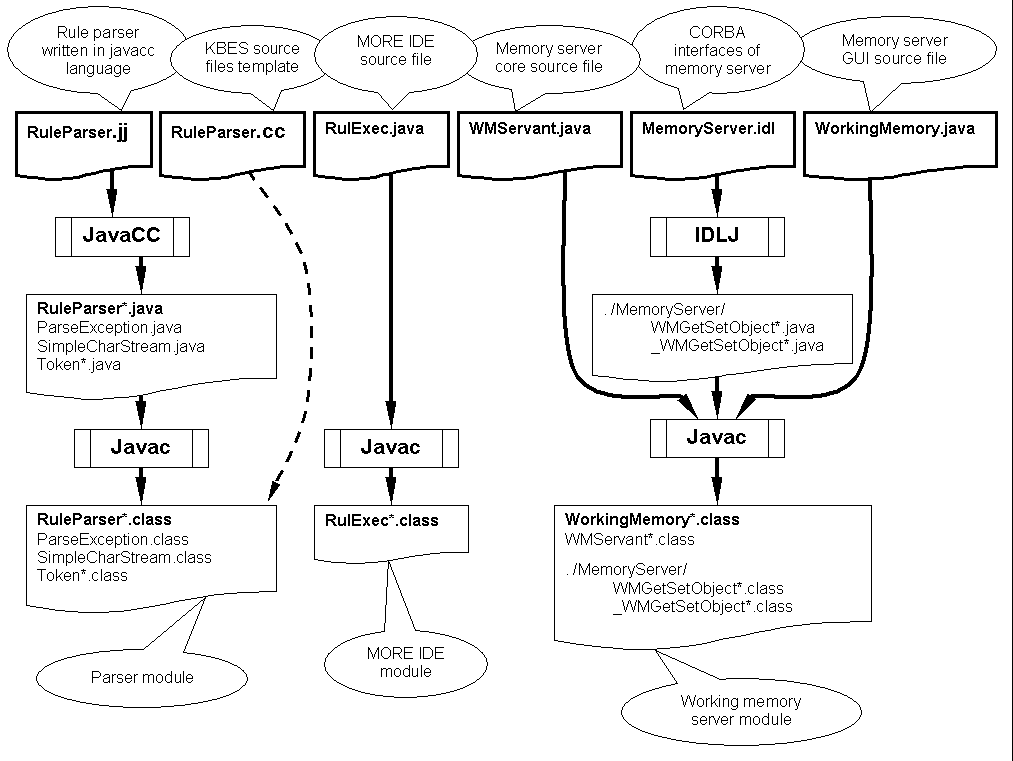 Rule parser
written in javacc
language
KBES source
files template
MORE IDE
source file
Memory server
core source file
CORBA
interfaces of
memory server
Memory server
GUI source file
RuleParser.jj
RuleParser.cc
RulExec.java
WMServant.java
MemoryServer.idl
WorkingMemory.java
JavaCC
IDLJ
RuleParser*.java
ParseException.java
SimpleCharStream.java
Token*.java
./MemoryServer/
WMGetSetObject*.java
_WMGetSetObject*.java
Javac
Javac
Javac
RuleParser*.class
ParseException.class
SimpleCharStream.class
Token*.class
RulExec*.class
WorkingMemory*.class
WMServant*.class
./MemoryServer/
WMGetSetObject*.class
_WMGetSetObject*.class
Parser module
MORE IDE
module
Working memory
server module